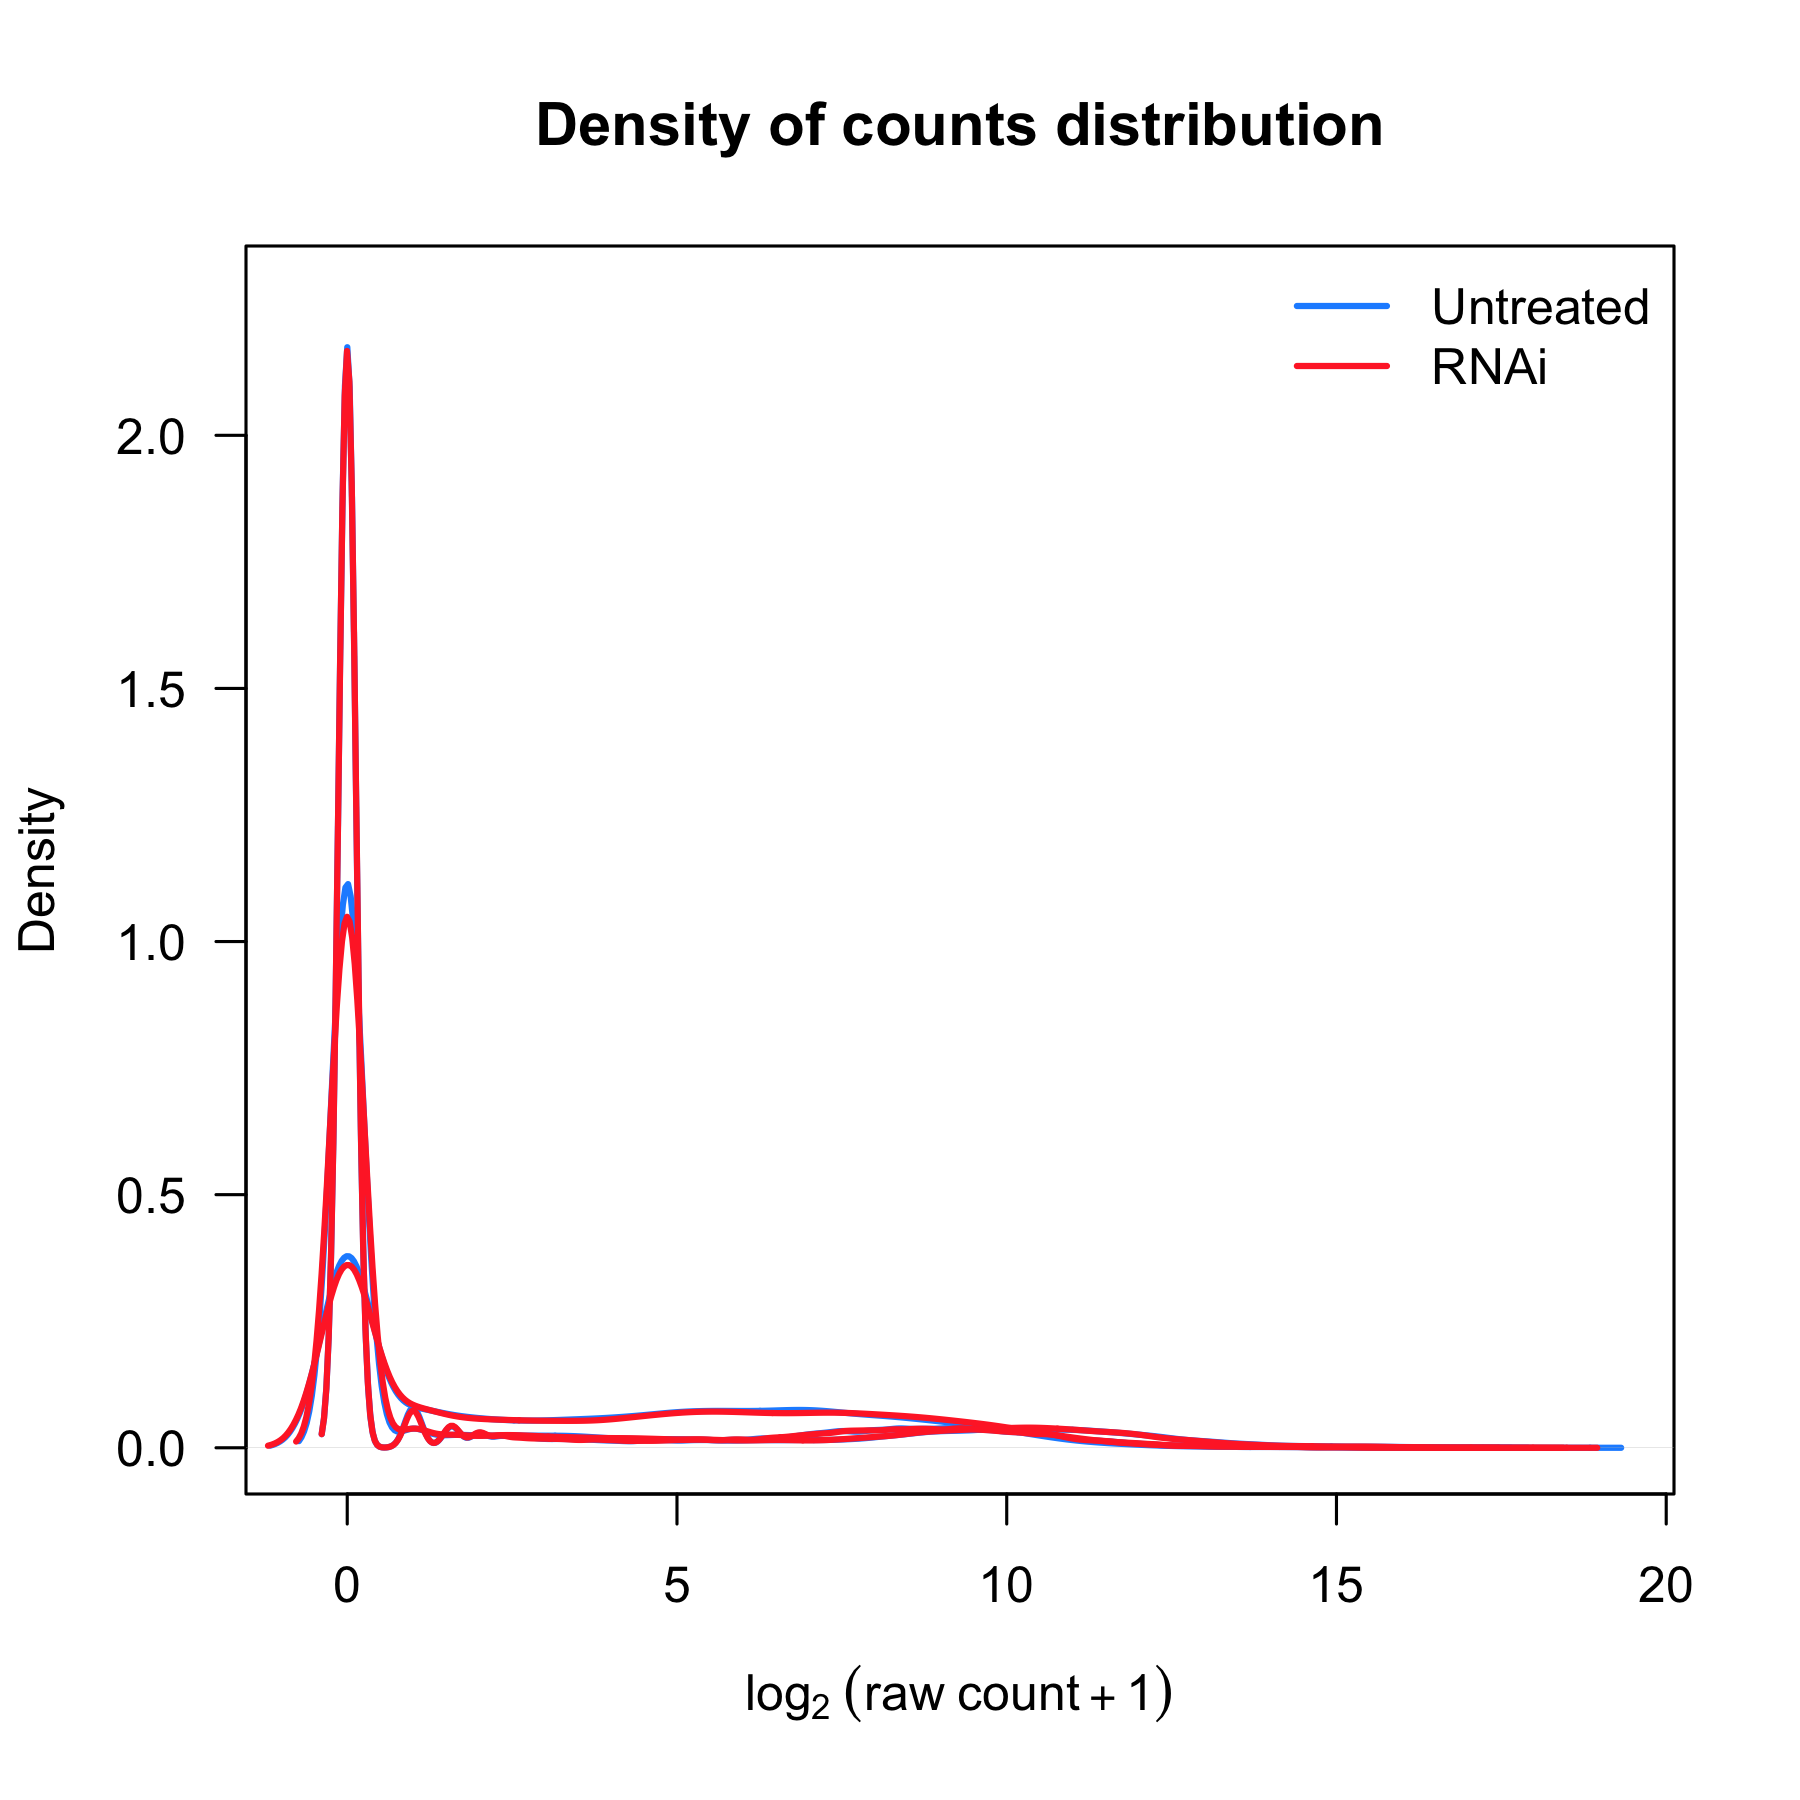 Density of counts distribution
Untreated
RNAi
Density
2.0
1.5
1.0
0.5
0.0
0 5 10 15 20
log₂ (raw count + 1)